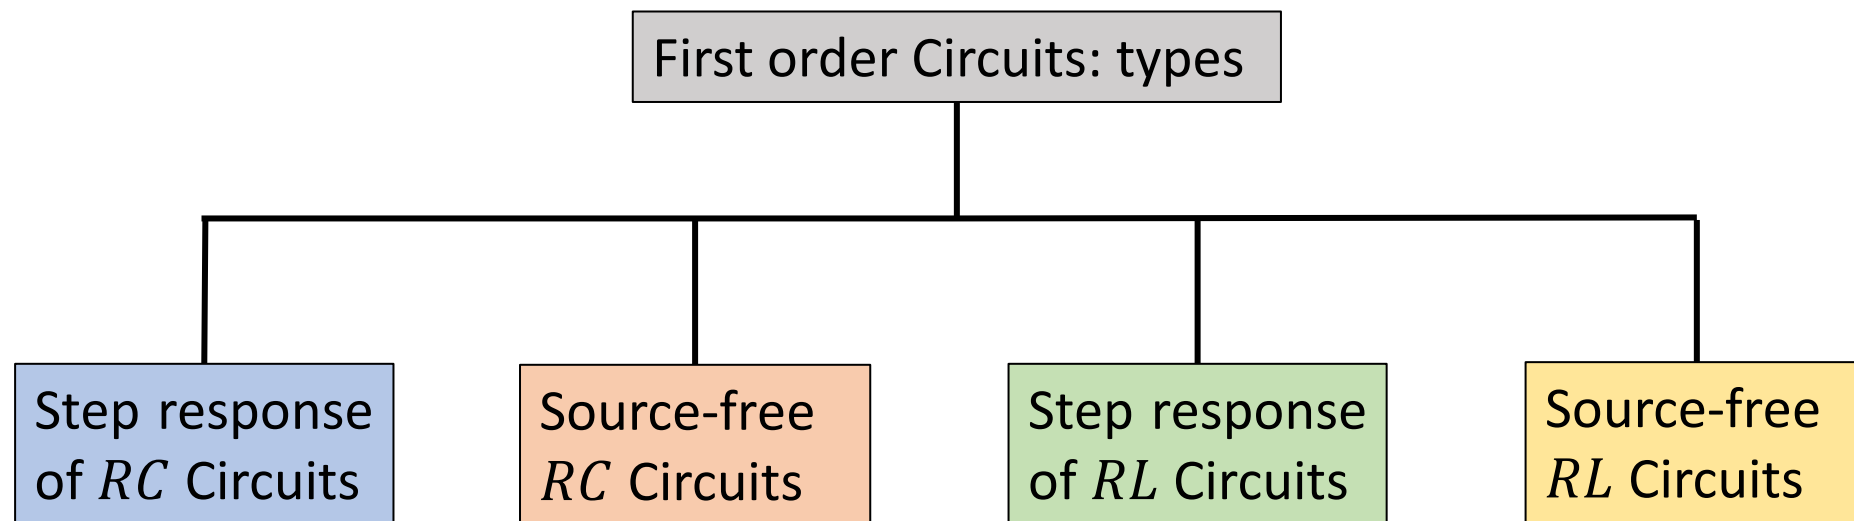 First order Circuits: types
Step response
of RC Circuits
Source-free
RC Circuits
Step response
of RL Circuits
Source-free
RL Circuits